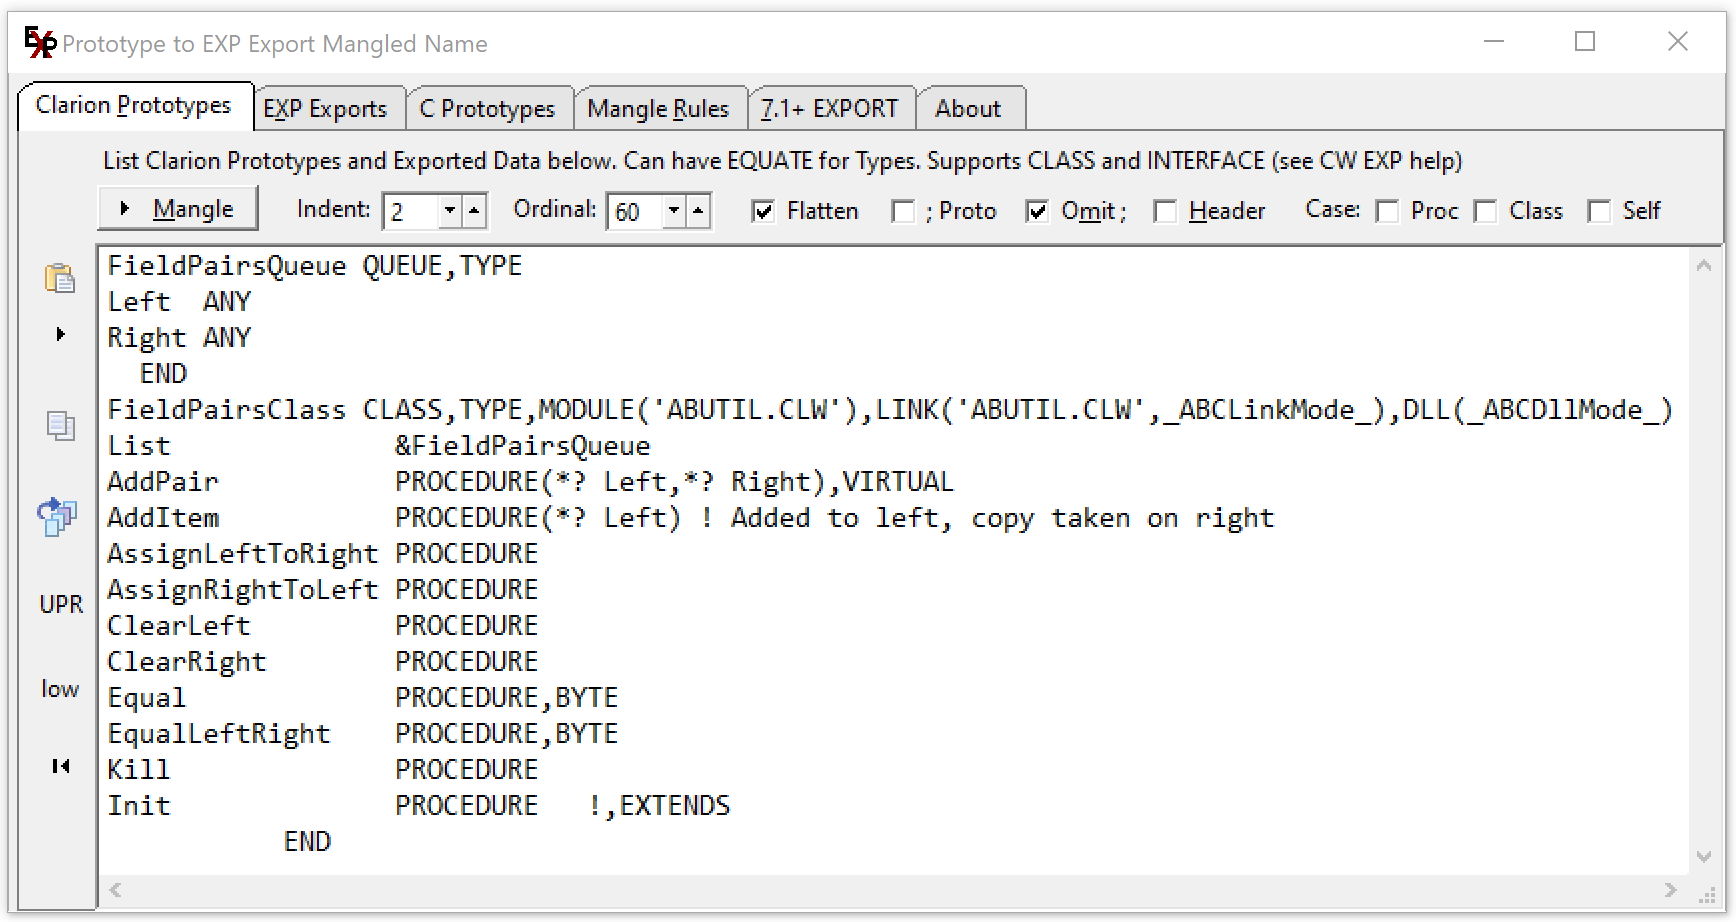 EXP Prototype to EXP Export Mangled Name
Clarion Prototypes EXP Exports C Prototypes Mangle Rules 7.1+ EXPORT About
List Clarion Prototypes and Exported Data below. Can have EQUATE for Types. Supports CLASS and INTERFACE (see CW EXP help)
Mangle Indent: 2 Ordinal: 60 Flatten ; Proto Omit ; Header Case: Proc Class Self
FieldPairsQueue QUEUE,TYPE
Left  ANY
Right ANY
  END
FieldPairsClass CLASS,TYPE,MODULE('ABUTIL.CLW'),LINK('ABUTIL.CLW',_ABCLinkMode_),DLL(_ABCDllMode_)
List              &FieldPairsQueue
AddPair           PROCEDURE(*? Left,*? Right),VIRTUAL
AddItem           PROCEDURE(*? Left) ! Added to left, copy taken on right
AssignLeftToRight PROCEDURE
AssignRightToLeft PROCEDURE
ClearLeft         PROCEDURE
ClearRight        PROCEDURE
Equal             PROCEDURE,BYTE
EqualLeftRight    PROCEDURE,BYTE
Kill              PROCEDURE
Init              PROCEDURE   !,EXTENDS
           END
UPR
low